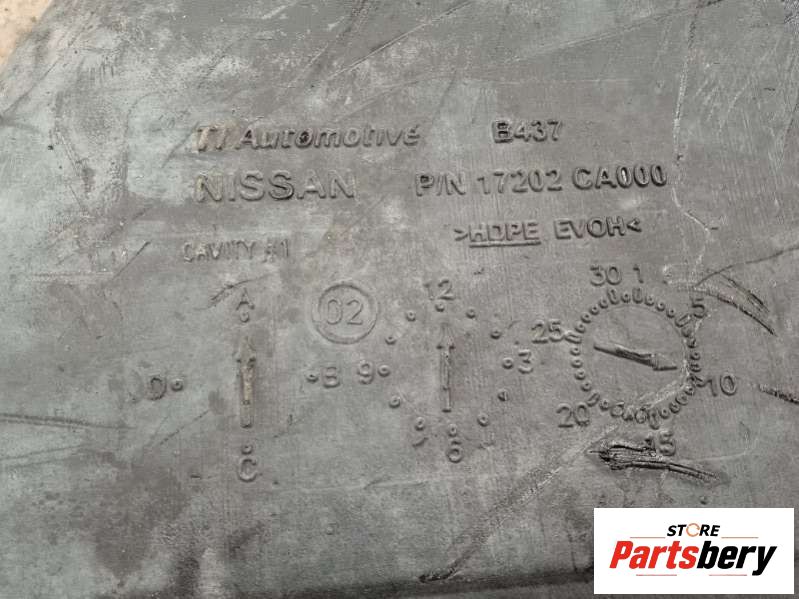 TI Automotive B437
NISSAN P/N 17202 CA000
>HDPE EVOH<
CAVITY #1
A
B
C
D
02
12
3
6
9
30 1
5
10
15
20
25
STORE
Partsbery